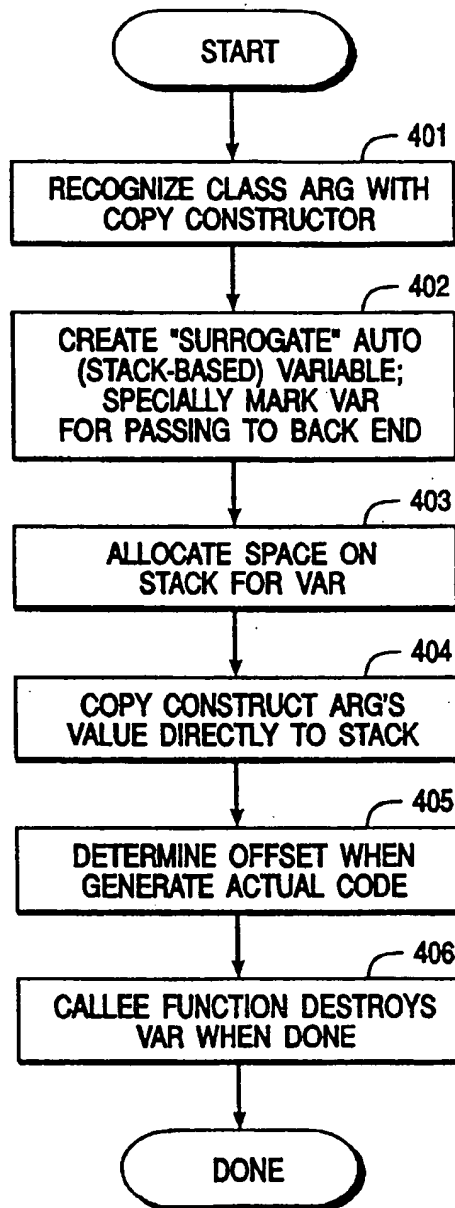 START
401
RECOGNIZE CLASS ARG WITH
COPY CONSTRUCTOR
402
CREATE "SURROGATE" AUTO
(STACK-BASED) VARIABLE;
SPECIALLY MARK VAR
FOR PASSING TO BACK END
403
ALLOCATE SPACE ON
STACK FOR VAR
404
COPY CONSTRUCT ARG'S
VALUE DIRECTLY TO STACK
405
DETERMINE OFFSET WHEN
GENERATE ACTUAL CODE
406
CALLEE FUNCTION DESTROYS
VAR WHEN DONE
DONE